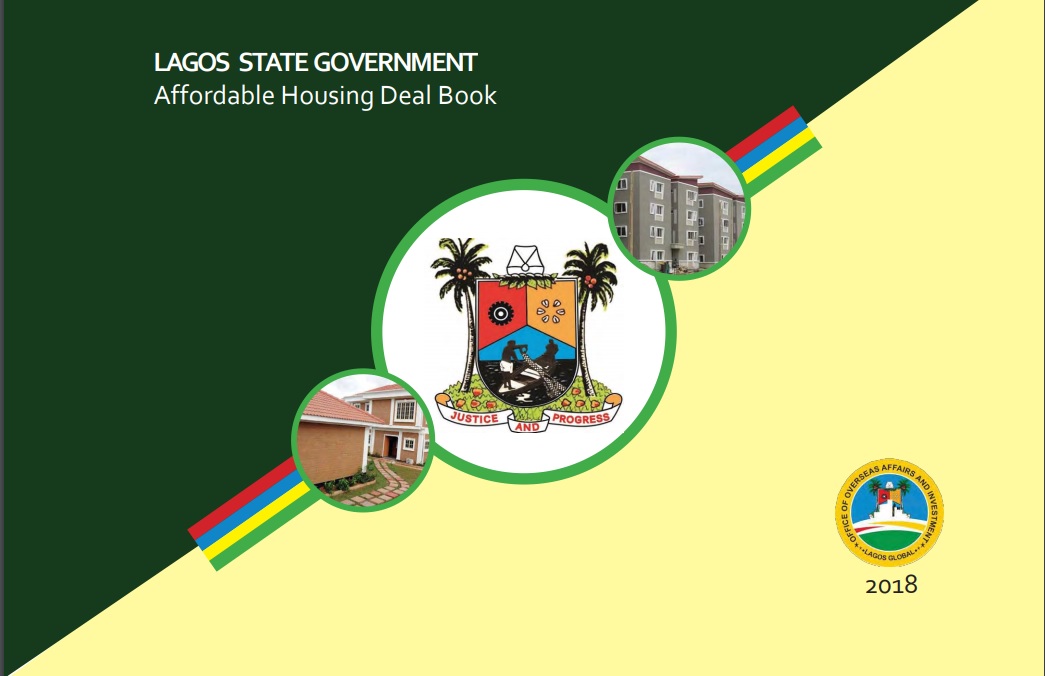 LAGOS STATE GOVERNMENT
Affordable Housing Deal Book
JUSTICE AND PROGRESS
OFFICE OF OVERSEAS AFFAIRS AND INVESTMENT
LAGOS GLOBAL
2018